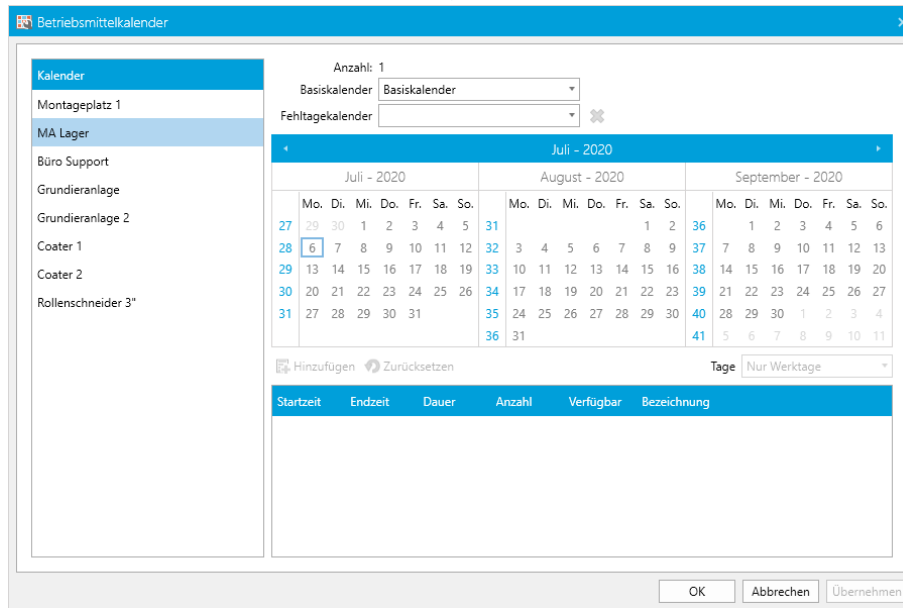 Betriebsmittelkalender
Kalender
Montageplatz 1
MA Lager
Büro Support
Grundieranlage
Grundieranlage 2
Coater 1
Coater 2
Rollenschneider 3"
Anzahl: 1
Basiskalender Basiskalender
Fehltagekalender
Juli - 2020
Juli - 2020 August - 2020 September - 2020
Mo. Di. Mi. Do. Fr. Sa. So. Mo. Di. Mi. Do. Fr. Sa. So. Mo. Di. Mi. Do. Fr. Sa. So.
27 29 30 1 2 3 4 5 31 1 2 36 1 2 3 4 5 6
28 6 7 8 9 10 11 12 32 3 4 5 6 7 8 9 37 7 8 9 10 11 12 13
29 13 14 15 16 17 18 19 33 10 11 12 13 14 15 16 38 14 15 16 17 18 19 20
30 20 21 22 23 24 25 26 34 17 18 19 20 21 22 23 39 21 22 23 24 25 26 27
31 27 28 29 30 31 35 24 25 26 27 28 29 30 40 28 29 30 1 2 3 4
36 31 41 5 6 7 8 9 10 11
Hinzufügen Zurücksetzen Tage Nur Werktage
Startzeit Endzeit Dauer Anzahl Verfügbar Bezeichnung
OK Abbrechen Übernehmen